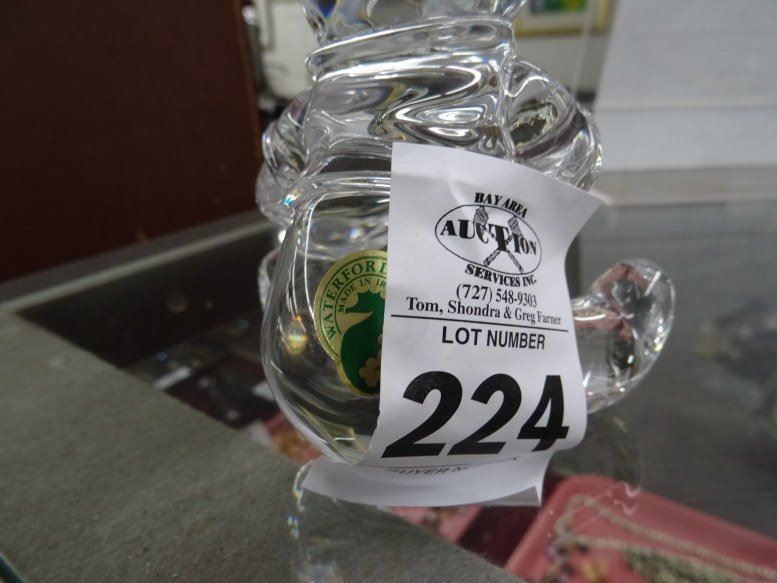 BAY AREA
AUCTION
SERVICES INC.
(727) 548-9303
Tom, Shondra & Greg Farner
LOT NUMBER
224
WATERFORD
MADE IN